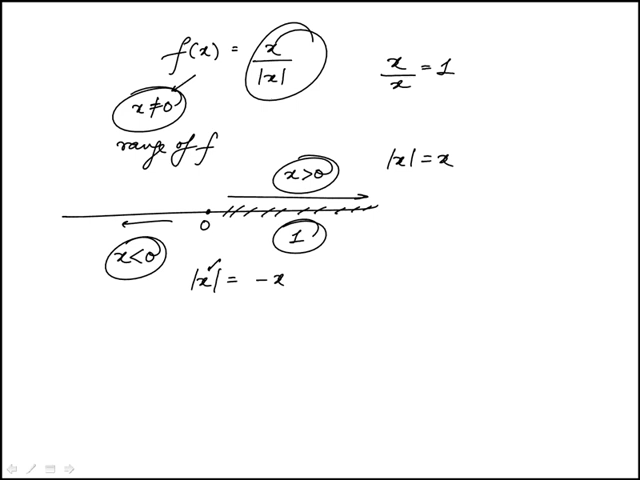 f(x) = x/|x|
x/x = 1
x ≠ 0
range of f
|x| = x
x > 0
0
1
x < 0
|x| = -x